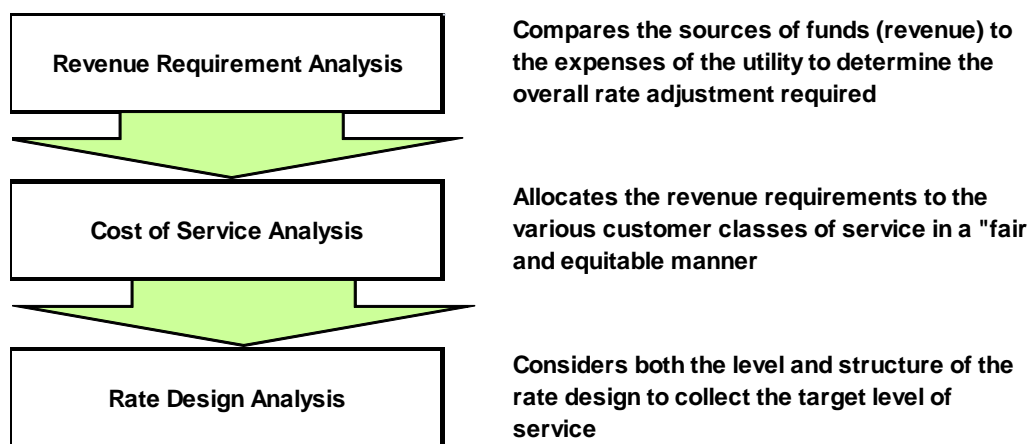 Revenue Requirement Analysis
Compares the sources of funds (revenue) to
the expenses of the utility to determine the
overall rate adjustment required
Cost of Service Analysis
Allocates the revenue requirements to the
various customer classes of service in a "fair
and equitable manner
Rate Design Analysis
Considers both the level and structure of the
rate design to collect the target level of
service